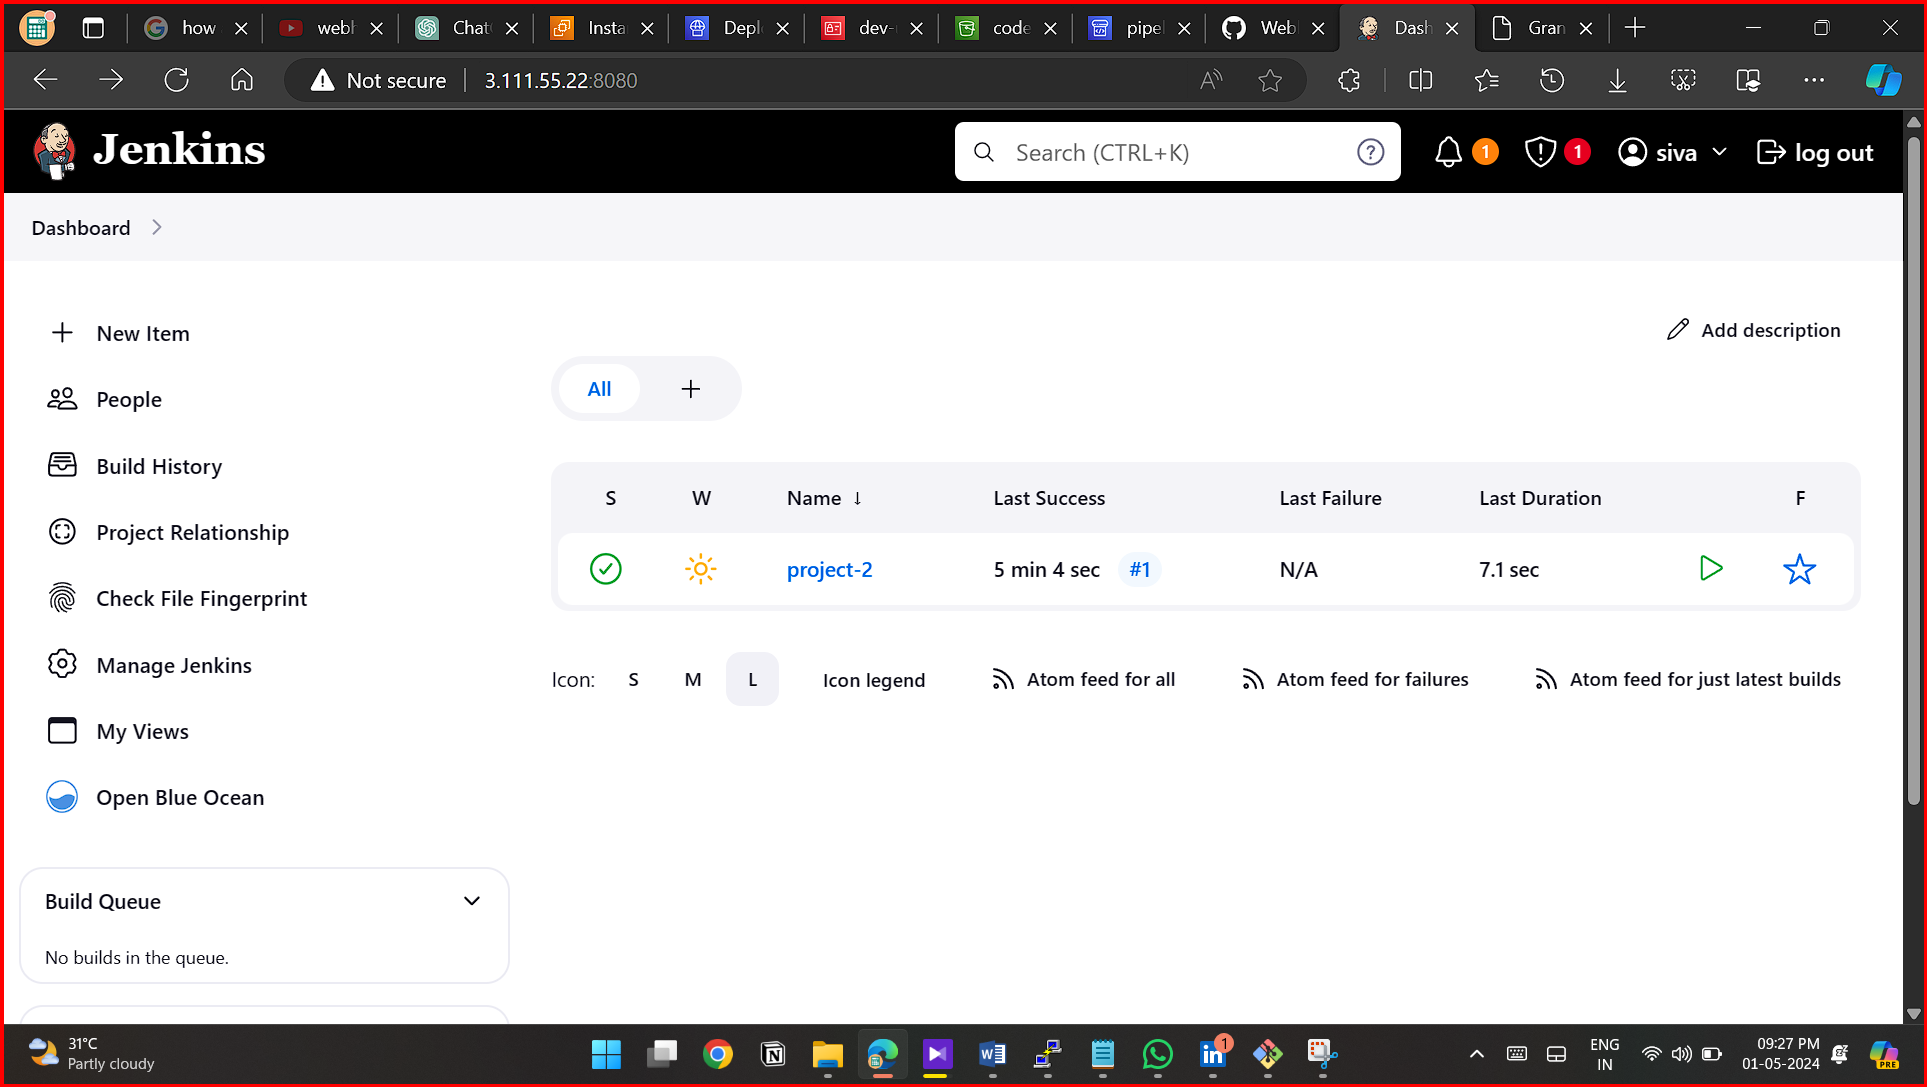 how
webh
Chat
Insta
Depl
dev-
code
pipel
Web
Dash
Gran
Not secure
3.111.55.22:8080
Jenkins
Search (CTRL+K)
1
1
siva
log out
Dashboard
New Item
People
Build History
Project Relationship
Check File Fingerprint
Manage Jenkins
My Views
Open Blue Ocean
Add description
All
S W Name ↓ Last Success Last Failure Last Duration F
project-2 5 min 4 sec #1 N/A 7.1 sec
Icon: S M L Icon legend Atom feed for all Atom feed for failures Atom feed for just latest builds
Build Queue
No builds in the queue.
31°C
Partly cloudy
1
ENG
IN
09:27 PM
01-05-2024
PRE